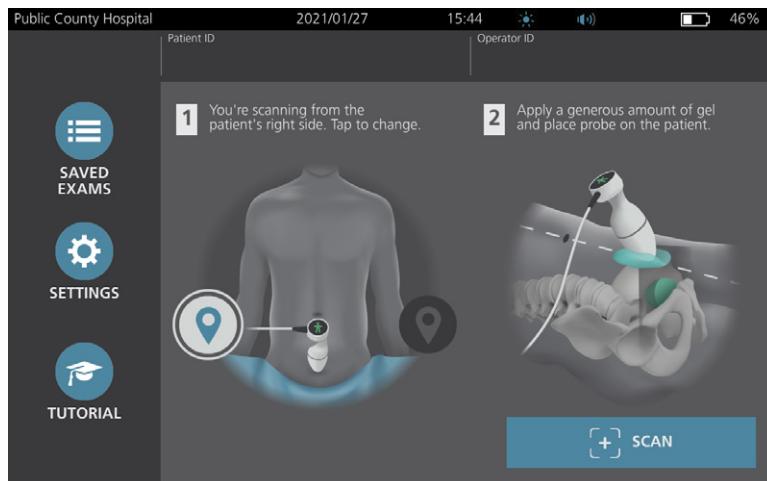 Public County Hospital 2021/01/27 15:44 46%
Patient ID Operator ID
1 You're scanning from the
patient's right side. Tap to change.
2 Apply a generous amount of gel
and place probe on the patient.
SAVED
EXAMS
SETTINGS
TUTORIAL
SCAN